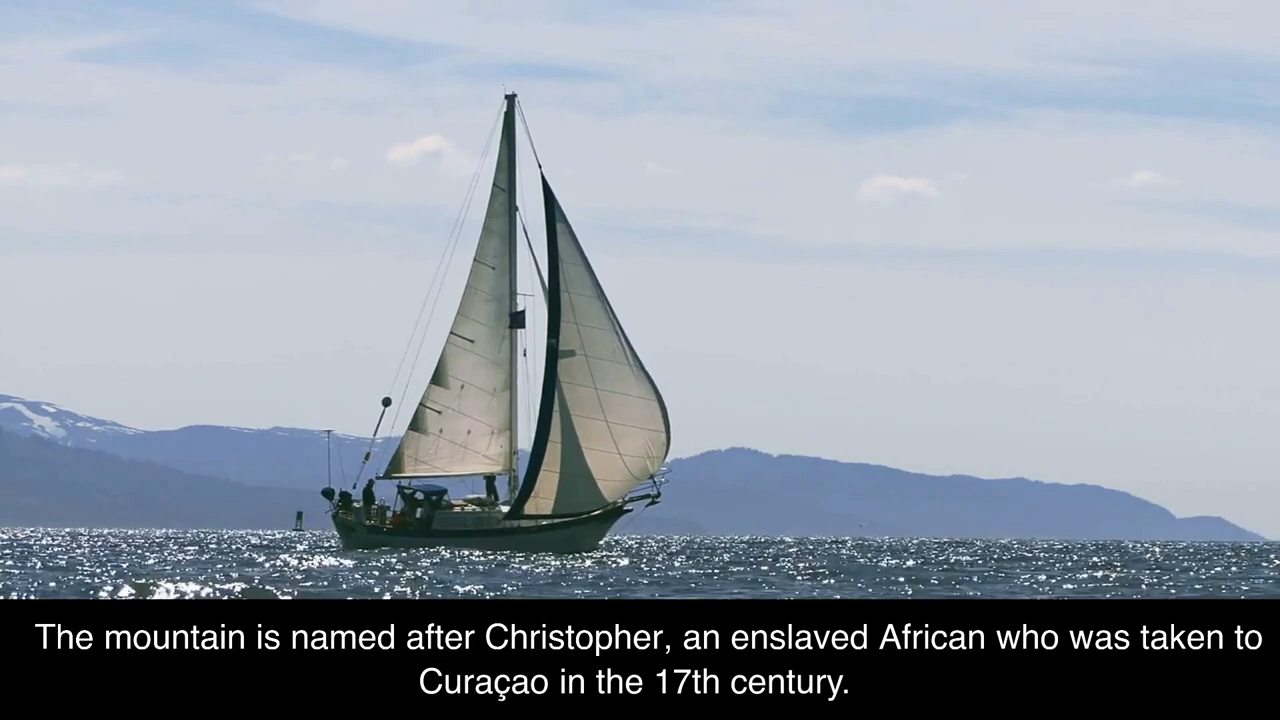 The mountain is named after Christopher, an enslaved African who was taken to
Curaçao in the 17th century.